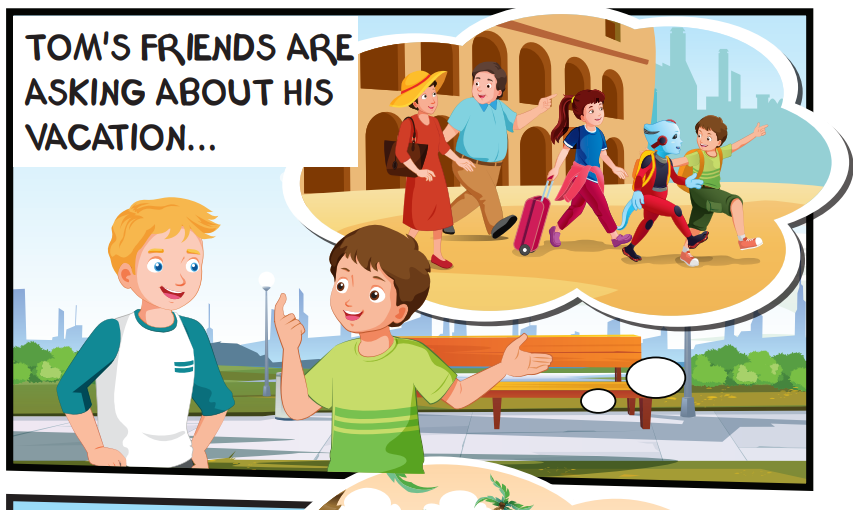 TOM'S FRIENDS ARE
ASKING ABOUT HIS
VACATION...